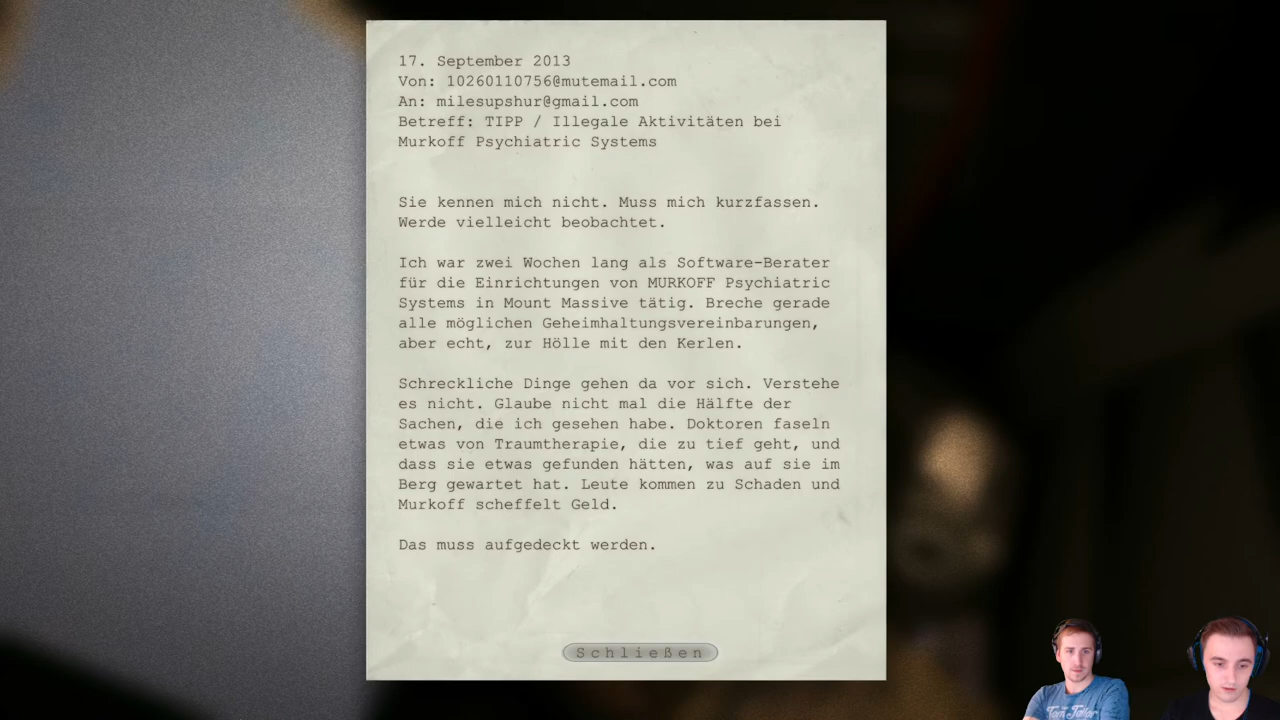 17. September 2013
Von: 10260110756@mutemail.com
An: milesupshur@gmail.com
Betreff: TIPP / Illegale Aktivitäten bei
Murkoff Psychiatric Systems
Sie kennen mich nicht. Muss mich kurzfassen.
Werde vielleicht beobachtet.
Ich war zwei Wochen lang als Software-Berater
für die Einrichtungen von MURKOFF Psychiatric
Systems in Mount Massive tätig. Breche gerade
alle möglichen Geheimhaltungsvereinbarungen,
aber echt, zur Hölle mit den Kerlen.
Schreckliche Dinge gehen da vor sich. Verstehe
es nicht. Glaube nicht mal die Hälfte der
Sachen, die ich gesehen habe. Doktoren faseln
etwas von Traumtherapie, die zu tief geht, und
dass sie etwas gefunden hätten, was auf sie im
Berg gewartet hat. Leute kommen zu Schaden und
Murkoff scheffelt Geld.
Das muss aufgedeckt werden.
Schließen
Tom Tailor